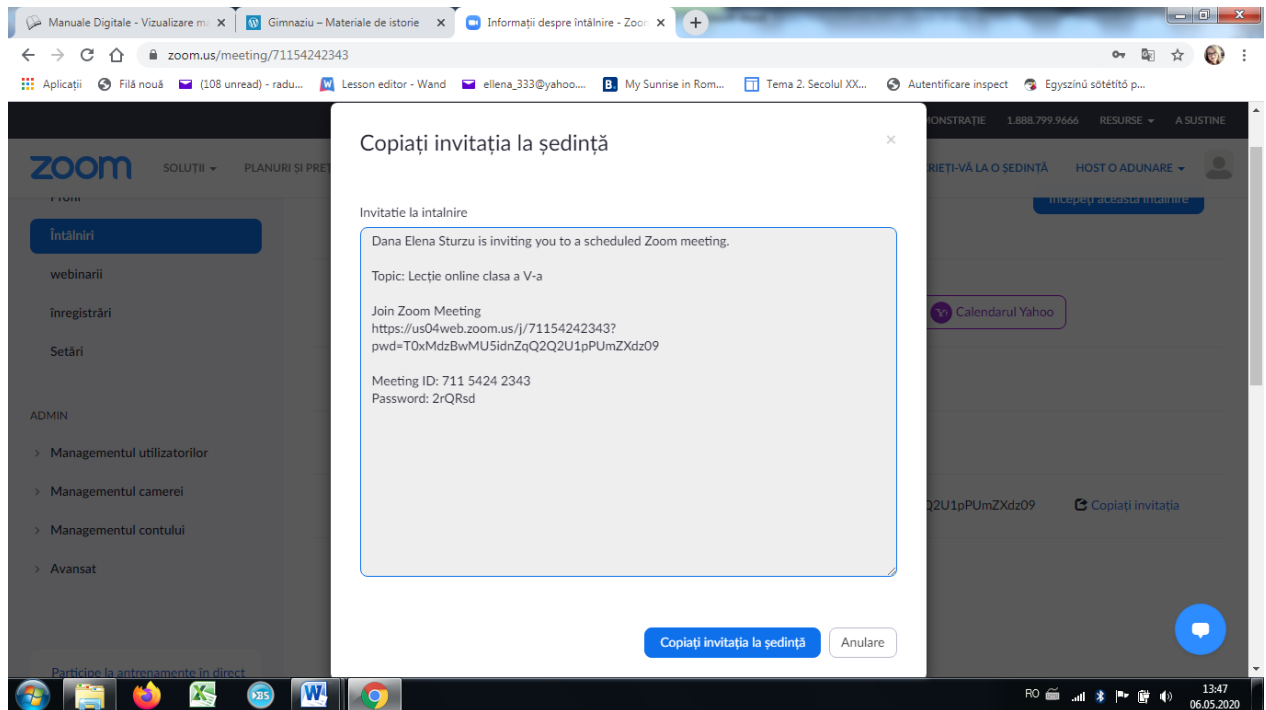 Manuale Digitale - Vizualizare ma
Gimnaziu – Materiale de istorie
Informații despre întâlnire - Zoom
zoom.us/meeting/71154242343
Aplicații
Filă nouă
(108 unread) - radu...
Lesson editor - Wand
ellena_333@yahoo....
My Sunrise in Rom...
Tema 2. Secolul XX...
Autentificare inspect
Egyszínű sötétítő p...
MONSTRAȚIE 1.888.799.9666 RESURSE A SUSTINE
zoom SOLUȚII PLANURI ȘI PREȚ
RIEȚI-VĂ LA O ȘEDINȚĂ HOST O ADUNARE
Profil
Începeți această întâlnire
Întâlniri
webinarii
înregistrări
Setări
ADMIN
Managementul utilizatorilor
Managementul camerei
Managementul contului
Avansat
Participe la antrenamente în direct
Calendarul Yahoo
Q2U1pPUmZXdz09 Copiați invitația
Copiați invitația la ședință
×
Invitatie la intalnire
Dana Elena Sturzu is inviting you to a scheduled Zoom meeting.
Topic: Lecție online clasa a V-a
Join Zoom Meeting
https://us04web.zoom.us/j/71154242343?
pwd=T0xMdzBwMU5idnZqQ2Q2U1pPUmZXdz09
Meeting ID: 711 5424 2343
Password: 2rQRsd
Copiați invitația la ședință
Anulare
RO
13:47
06.05.2020